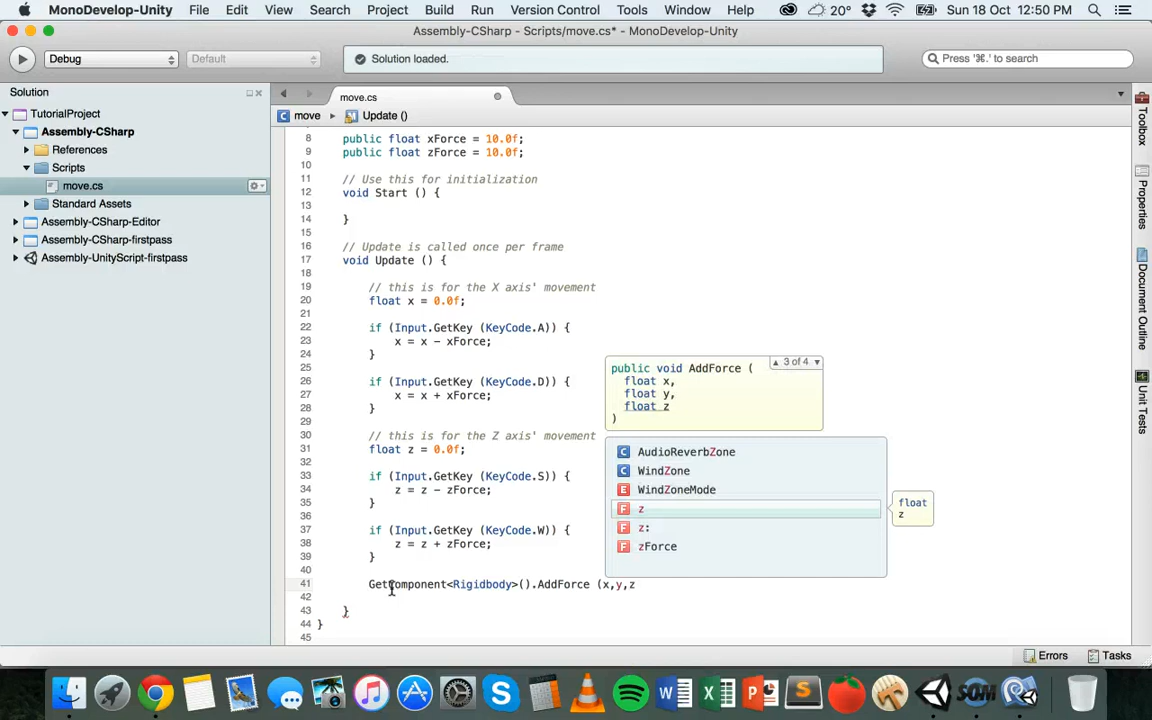 MonoDevelop-Unity File Edit View Search Project Build Run Version Control Tools Window Help 20° Sun 18 Oct 12:50 PM
Assembly-CSharp - Scripts/move.cs* - MonoDevelop-Unity
Debug Default Solution loaded. Press '⌘.' to search
Solution
move.cs
TutorialProject
Assembly-CSharp
References
Scripts
move.cs
Standard Assets
Assembly-CSharp-Editor
Assembly-CSharp-firstpass
Assembly-UnityScript-firstpass
C move M Update ()
8 public float xForce = 10.0f;
9 public float zForce = 10.0f;
10
11 // Use this for initialization
12 void Start () {
13
14 }
15
16 // Update is called once per frame
17 void Update () {
18
19 // this is for the X axis' movement
20 float x = 0.0f;
21
22 if (Input.GetKey (KeyCode.A)) {
23 x = x - xForce;
24 }
25
26 if (Input.GetKey (KeyCode.D)) {
27 x = x + xForce;
28 }
29
30 // this is for the Z axis' movement
31 float z = 0.0f;
32
33 if (Input.GetKey (KeyCode.S)) {
34 z = z - zForce;
35 }
36
37 if (Input.GetKey (KeyCode.W)) {
38 z = z + zForce;
39 }
40
41 GetComponent<Rigidbody>().AddForce (x,y,z
42
43 }
44 }
45
▲ 3 of 4 ▼
public void AddForce (
float x,
float y,
float z
)
C AudioReverbZone
C WindZone
E WindZoneMode
F z
F z:
F zForce
float
z
Toolbox
Properties
Document Outline
Unit Tests
Errors Tasks